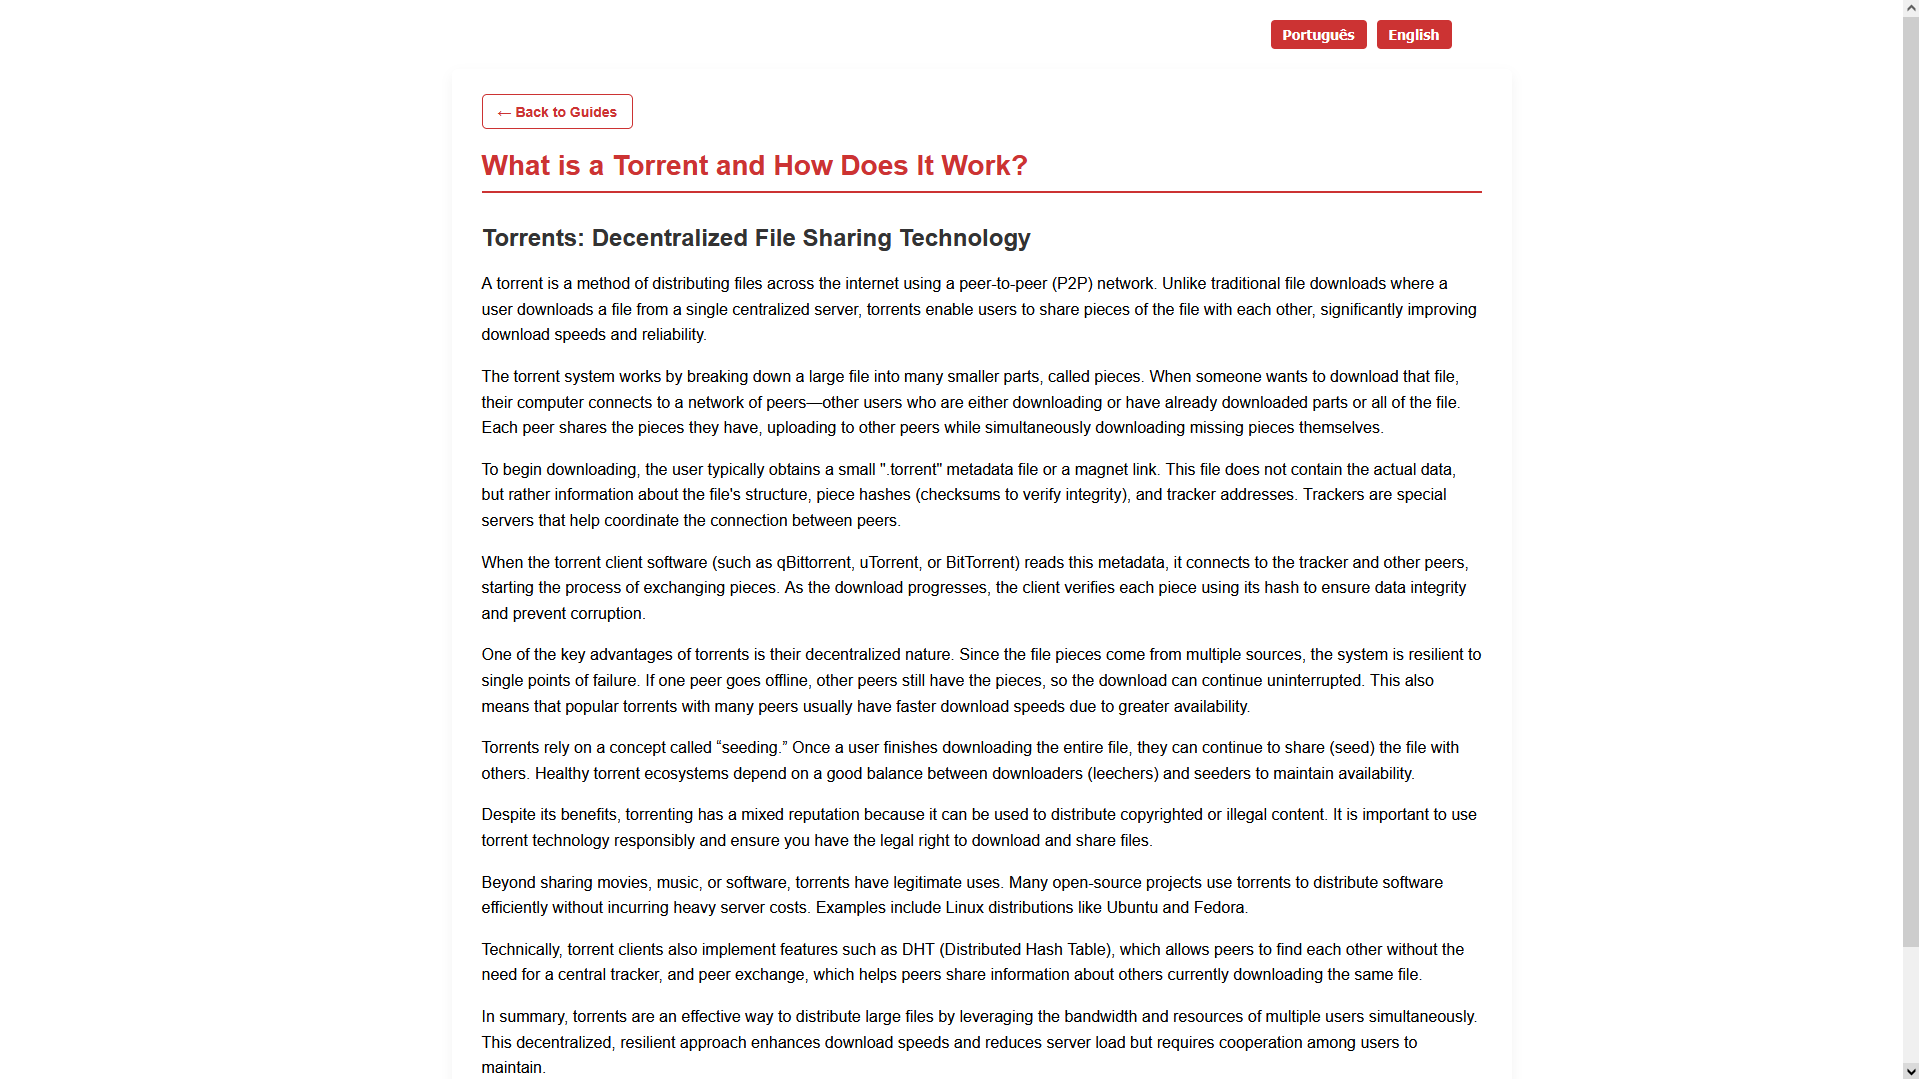 Português English
← Back to Guides
What is a Torrent and How Does It Work?
Torrents: Decentralized File Sharing Technology
A torrent is a method of distributing files across the internet using a peer-to-peer (P2P) network. Unlike traditional file downloads where a
user downloads a file from a single centralized server, torrents enable users to share pieces of the file with each other, significantly improving
download speeds and reliability.
The torrent system works by breaking down a large file into many smaller parts, called pieces. When someone wants to download that file,
their computer connects to a network of peers—other users who are either downloading or have already downloaded parts or all of the file.
Each peer shares the pieces they have, uploading to other peers while simultaneously downloading missing pieces themselves.
To begin downloading, the user typically obtains a small ".torrent" metadata file or a magnet link. This file does not contain the actual data,
but rather information about the file's structure, piece hashes (checksums to verify integrity), and tracker addresses. Trackers are special
servers that help coordinate the connection between peers.
When the torrent client software (such as qBittorrent, uTorrent, or BitTorrent) reads this metadata, it connects to the tracker and other peers,
starting the process of exchanging pieces. As the download progresses, the client verifies each piece using its hash to ensure data integrity
and prevent corruption.
One of the key advantages of torrents is their decentralized nature. Since the file pieces come from multiple sources, the system is resilient to
single points of failure. If one peer goes offline, other peers still have the pieces, so the download can continue uninterrupted. This also
means that popular torrents with many peers usually have faster download speeds due to greater availability.
Torrents rely on a concept called “seeding.” Once a user finishes downloading the entire file, they can continue to share (seed) the file with
others. Healthy torrent ecosystems depend on a good balance between downloaders (leechers) and seeders to maintain availability.
Despite its benefits, torrenting has a mixed reputation because it can be used to distribute copyrighted or illegal content. It is important to use
torrent technology responsibly and ensure you have the legal right to download and share files.
Beyond sharing movies, music, or software, torrents have legitimate uses. Many open-source projects use torrents to distribute software
efficiently without incurring heavy server costs. Examples include Linux distributions like Ubuntu and Fedora.
Technically, torrent clients also implement features such as DHT (Distributed Hash Table), which allows peers to find each other without the
need for a central tracker, and peer exchange, which helps peers share information about others currently downloading the same file.
In summary, torrents are an effective way to distribute large files by leveraging the bandwidth and resources of multiple users simultaneously.
This decentralized, resilient approach enhances download speeds and reduces server load but requires cooperation among users to
maintain.